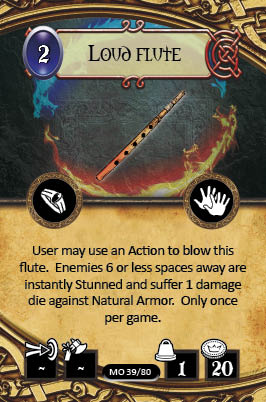 2
Loud flute
User may use an Action to blow this
flute.  Enemies 6 or less spaces away are
instantly Stunned and suffer 1 damage
die against Natural Armor.  Only once
per game.
~ ~ MO 39/80 1 20